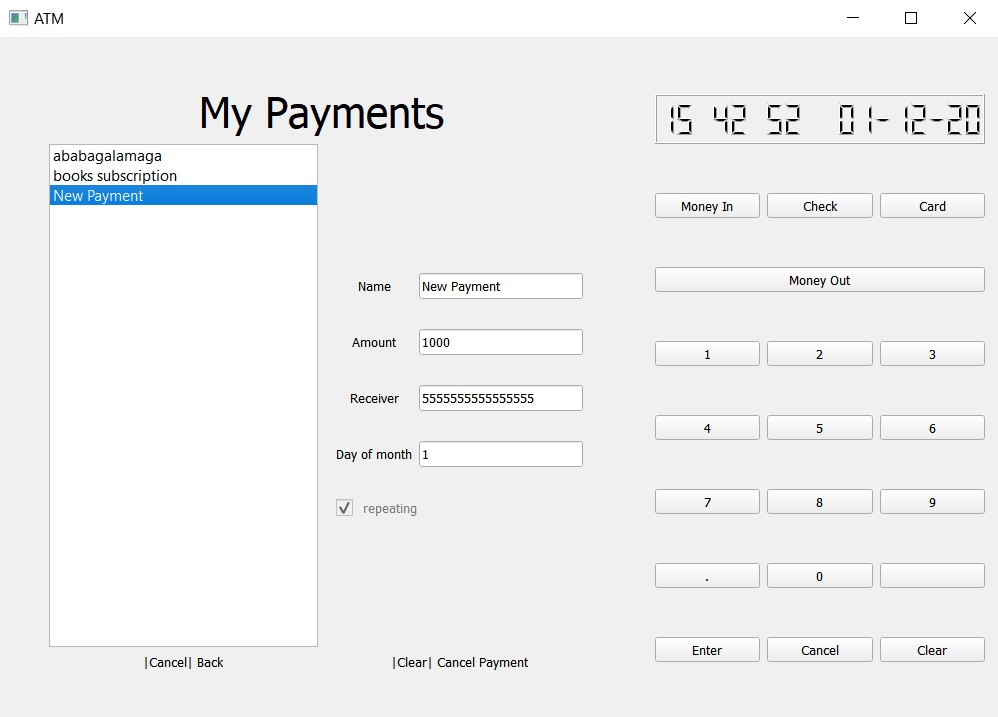 ATM
My Payments
15 42 52 01-12-20
ababagalamaga
books subscription
New Payment
Name New Payment
Amount 1000
Receiver 5555555555555555
Day of month 1
repeating
|Cancel| Back
|Clear| Cancel Payment
Money In Check Card
Money Out
1 2 3
4 5 6
7 8 9
. 0
Enter Cancel Clear